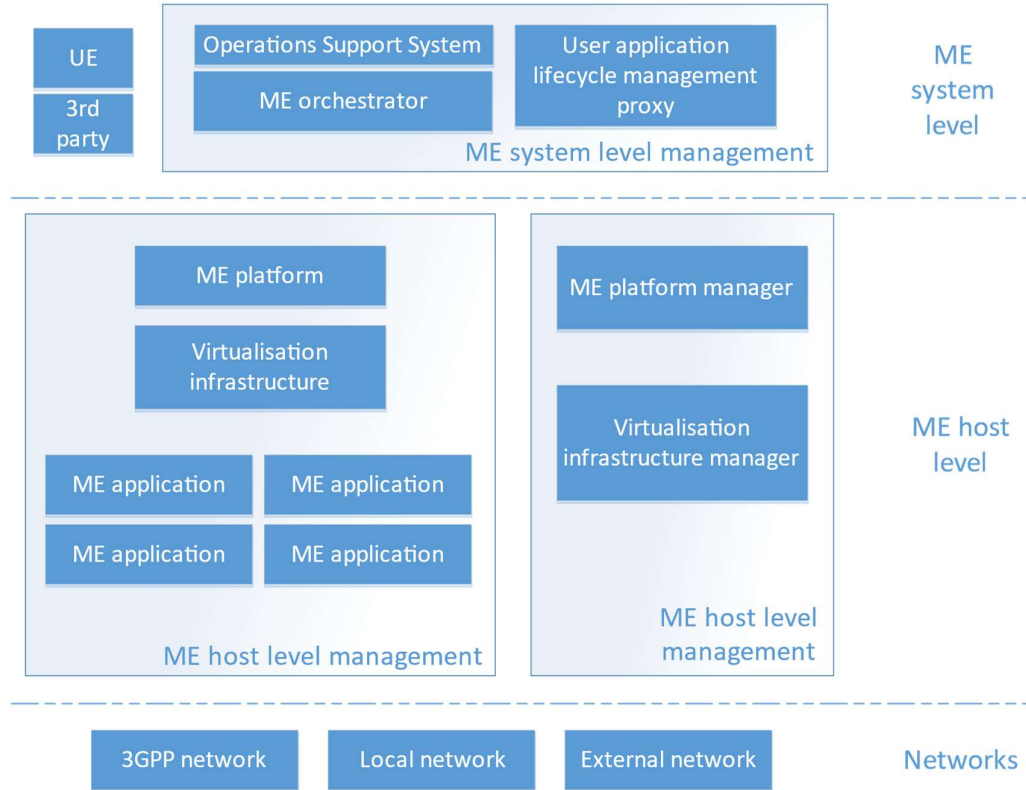 UE
3rd
party
Operations Support System
ME orchestrator
User application
lifecycle management
proxy
ME system level management
ME
system
level
ME platform
Virtualisation
infrastructure
ME application
ME application
ME application
ME application
ME host level management
ME platform manager
Virtualisation
infrastructure manager
ME host level
management
ME host
level
3GPP network
Local network
External network
Networks